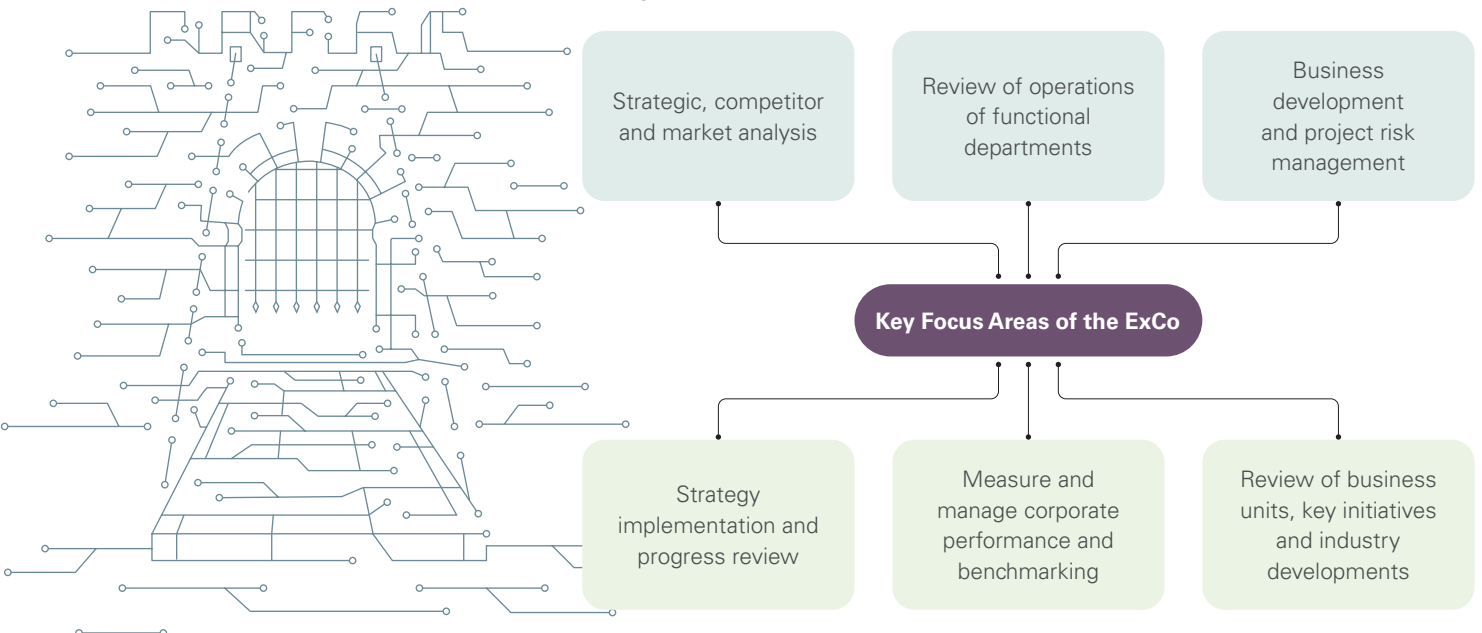 Strategic, competitor
and market analysis
Review of operations
of functional
departments
Business
development
and project risk
management
Key Focus Areas of the ExCo
Strategy
implementation and
progress review
Measure and
manage corporate
performance and
benchmarking
Review of business
units, key initiatives
and industry
developments